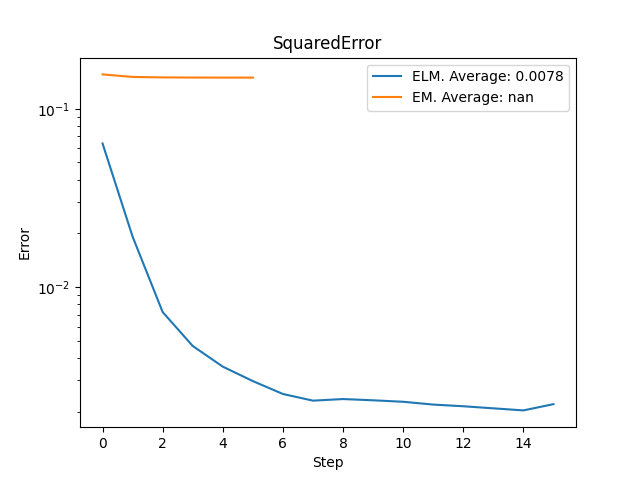 SquaredError
ELM. Average: 0.0078
EM. Average: nan
10⁻¹
10⁻²
Error
0 2 4 6 8 10 12 14
Step